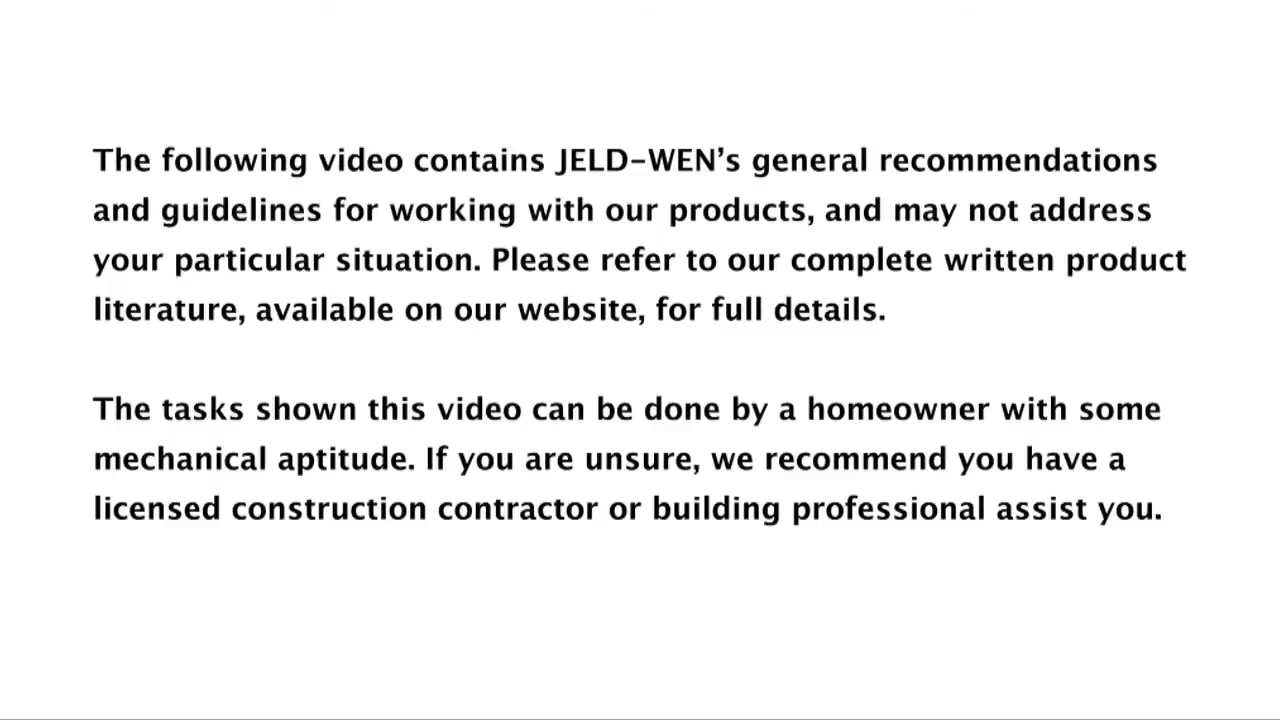 The following video contains JELD-WEN’s general recommendations
and guidelines for working with our products, and may not address
your particular situation. Please refer to our complete written product
literature, available on our website, for full details.
The tasks shown this video can be done by a homeowner with some
mechanical aptitude. If you are unsure, we recommend you have a
licensed construction contractor or building professional assist you.